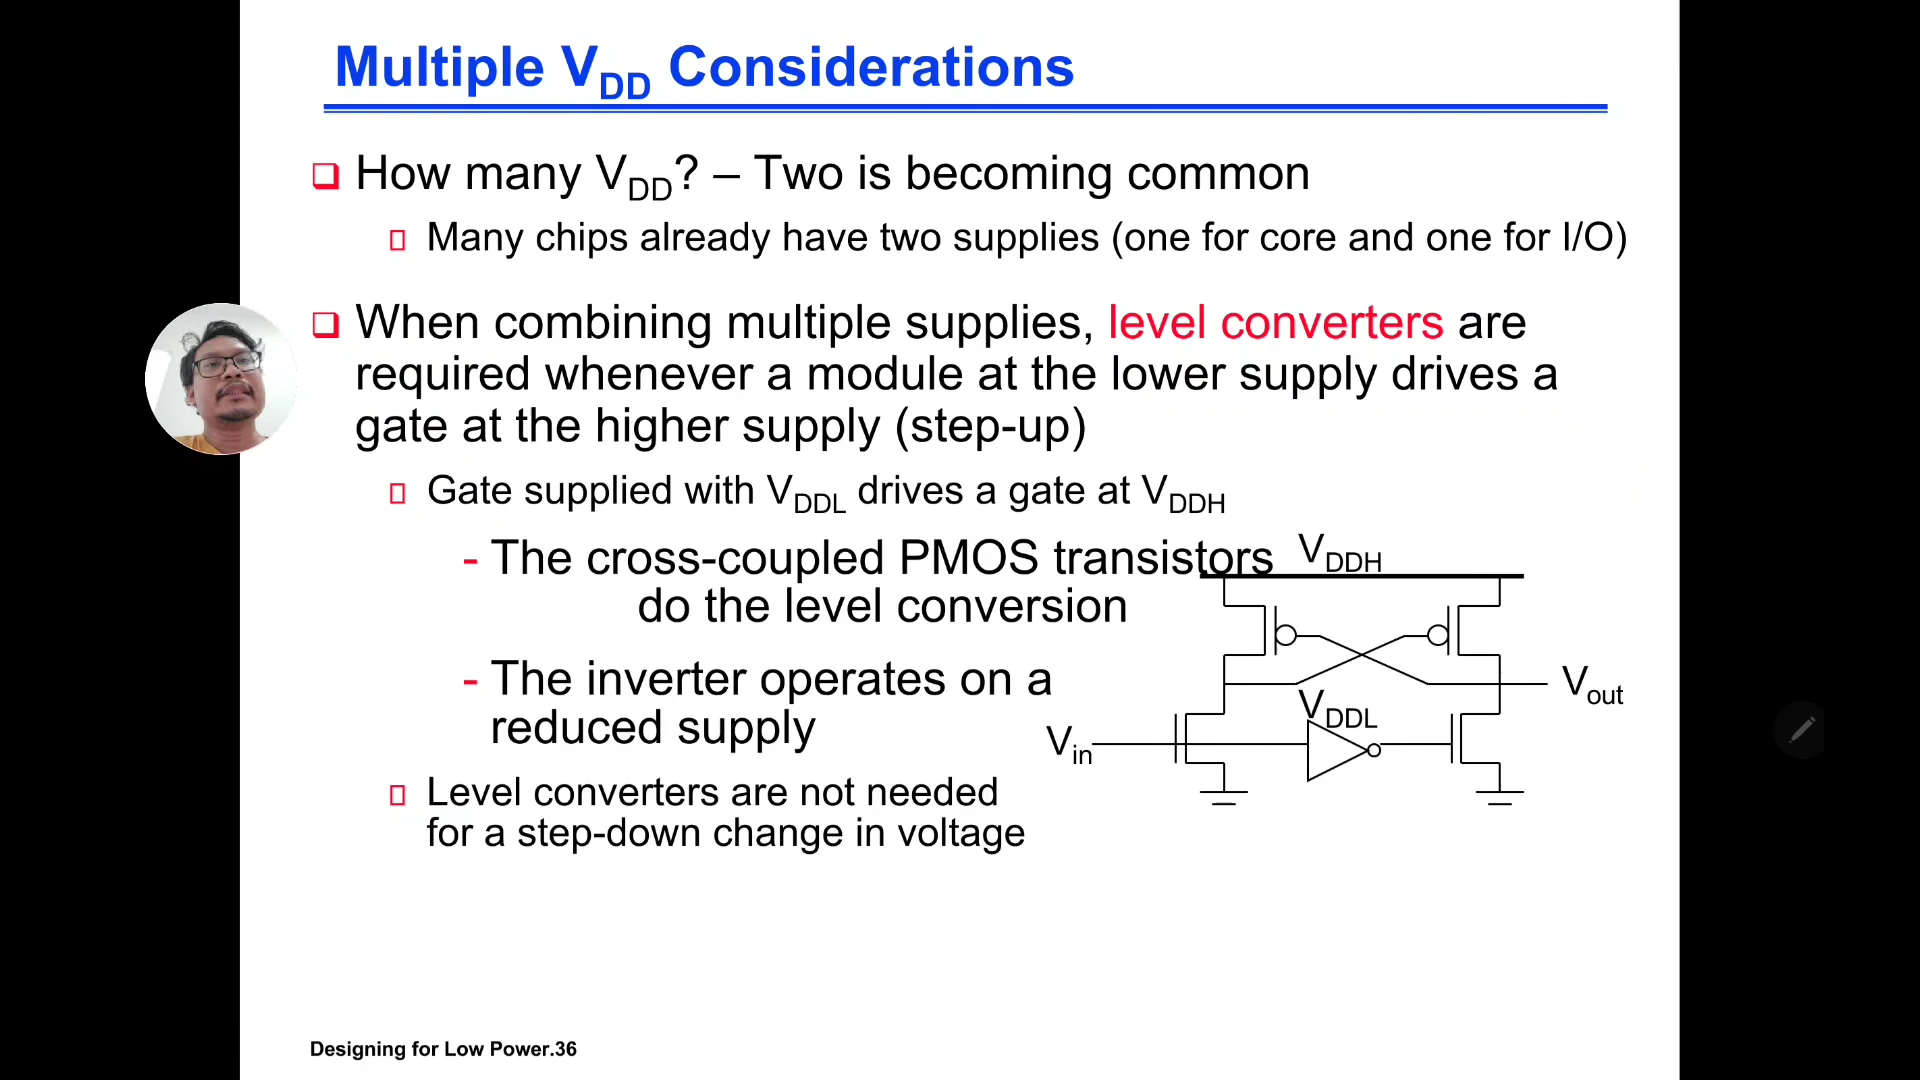 Multiple VDD Considerations
How many VDD? – Two is becoming common
Many chips already have two supplies (one for core and one for I/O)
When combining multiple supplies, level converters are
required whenever a module at the lower supply drives a
gate at the higher supply (step-up)
Gate supplied with VDDL drives a gate at VDDH
- The cross-coupled PMOS transistors
do the level conversion
- The inverter operates on a
reduced supply
Level converters are not needed
for a step-down change in voltage
VDDH
Vout
VDDL
Vin
Designing for Low Power.36